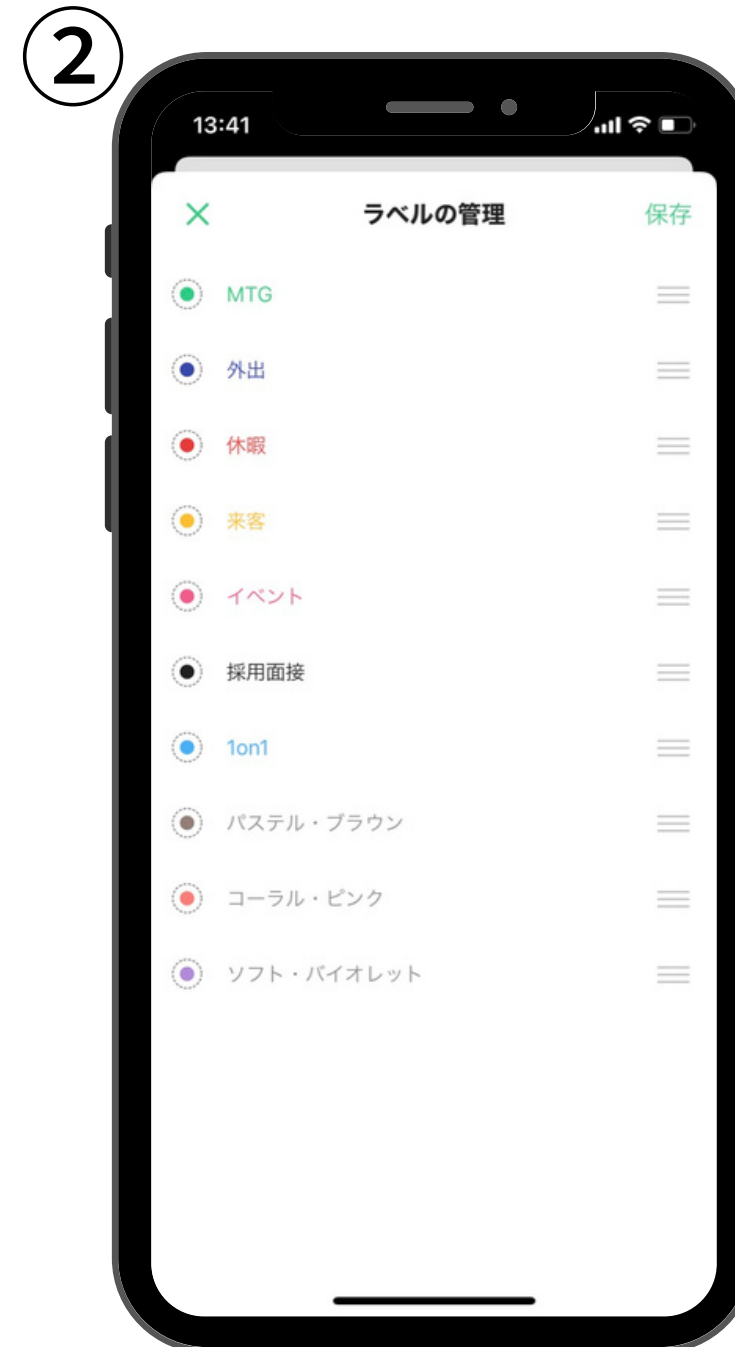 ②
13:41
ラベルの管理 保存
MTG
外出
休暇
来客
イベント
採用面接
1on1
パステル・ブラウン
コーラル・ピンク
ソフト・バイオレット